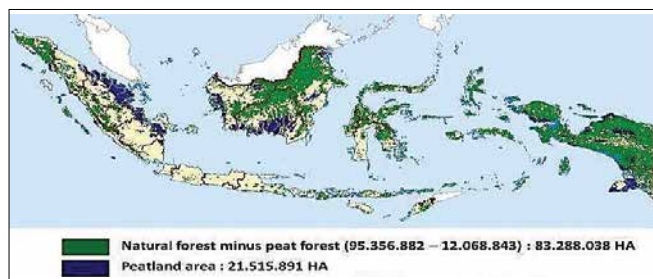 Natural forest minus peat forest (95.356.882 – 12.068.843) : 83.288.038 HA
Peatland area : 21.515.891 HA